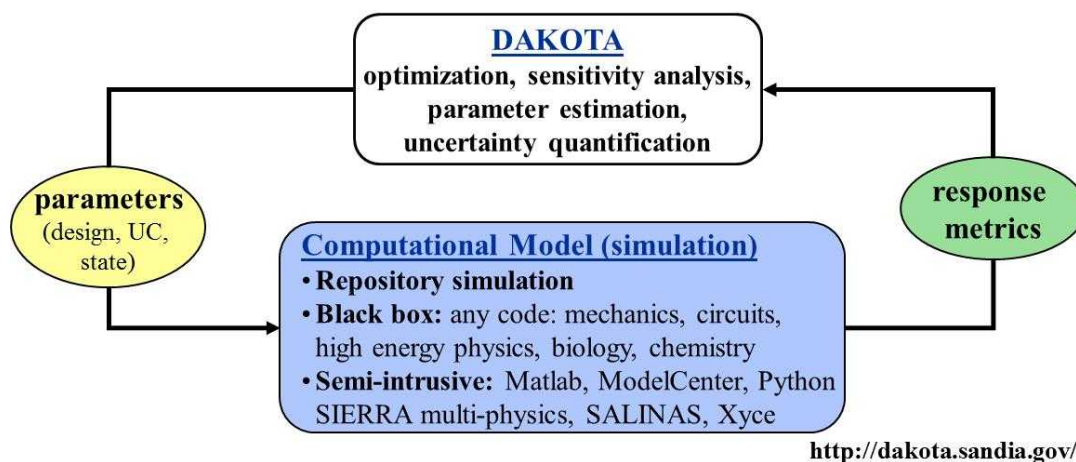 DAKOTA
optimization, sensitivity analysis,
parameter estimation,
uncertainty quantification
parameters
(design, UC,
state)
response
metrics
Computational Model (simulation)
• Repository simulation
• Black box: any code: mechanics, circuits,
high energy physics, biology, chemistry
• Semi-intrusive: Matlab, ModelCenter, Python
SIERRA multi-physics, SALINAS, Xyce
http://dakota.sandia.gov/